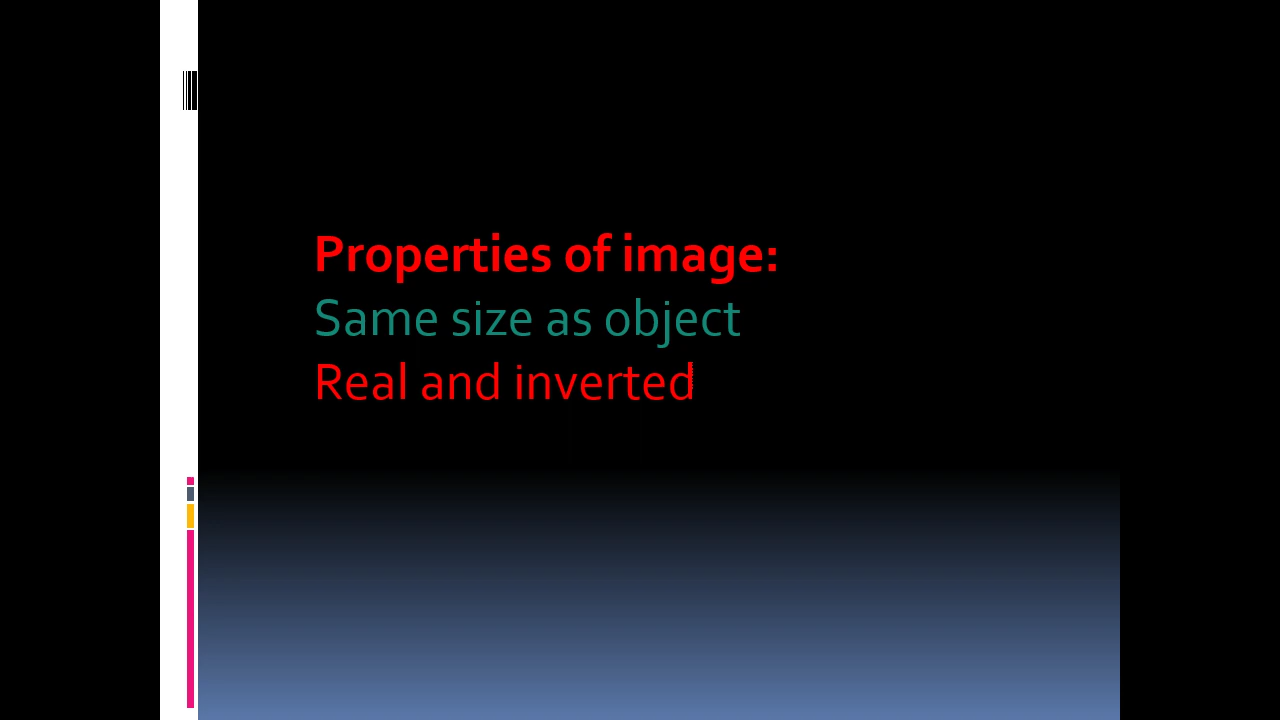 Properties of image:
Same size as object
Real and inverted